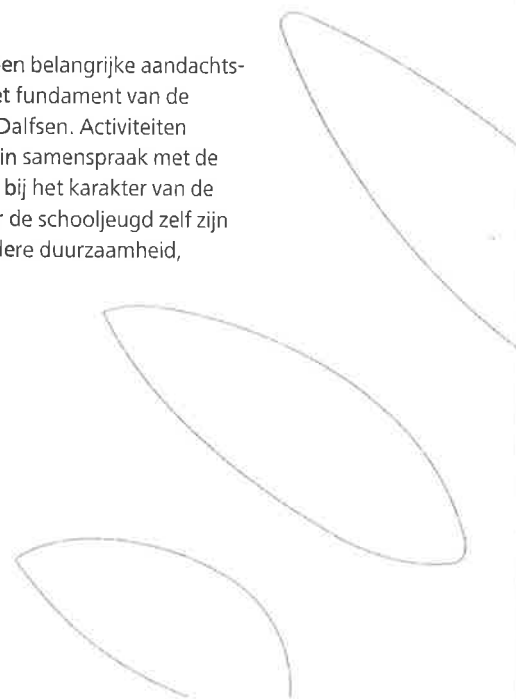 en belangrijke aandachts-
et fundament van de
Dalfsen. Activiteiten
in samenspraak met de
bij het karakter van de
r de schooljeugd zelf zijn
dere duurzaamheid,